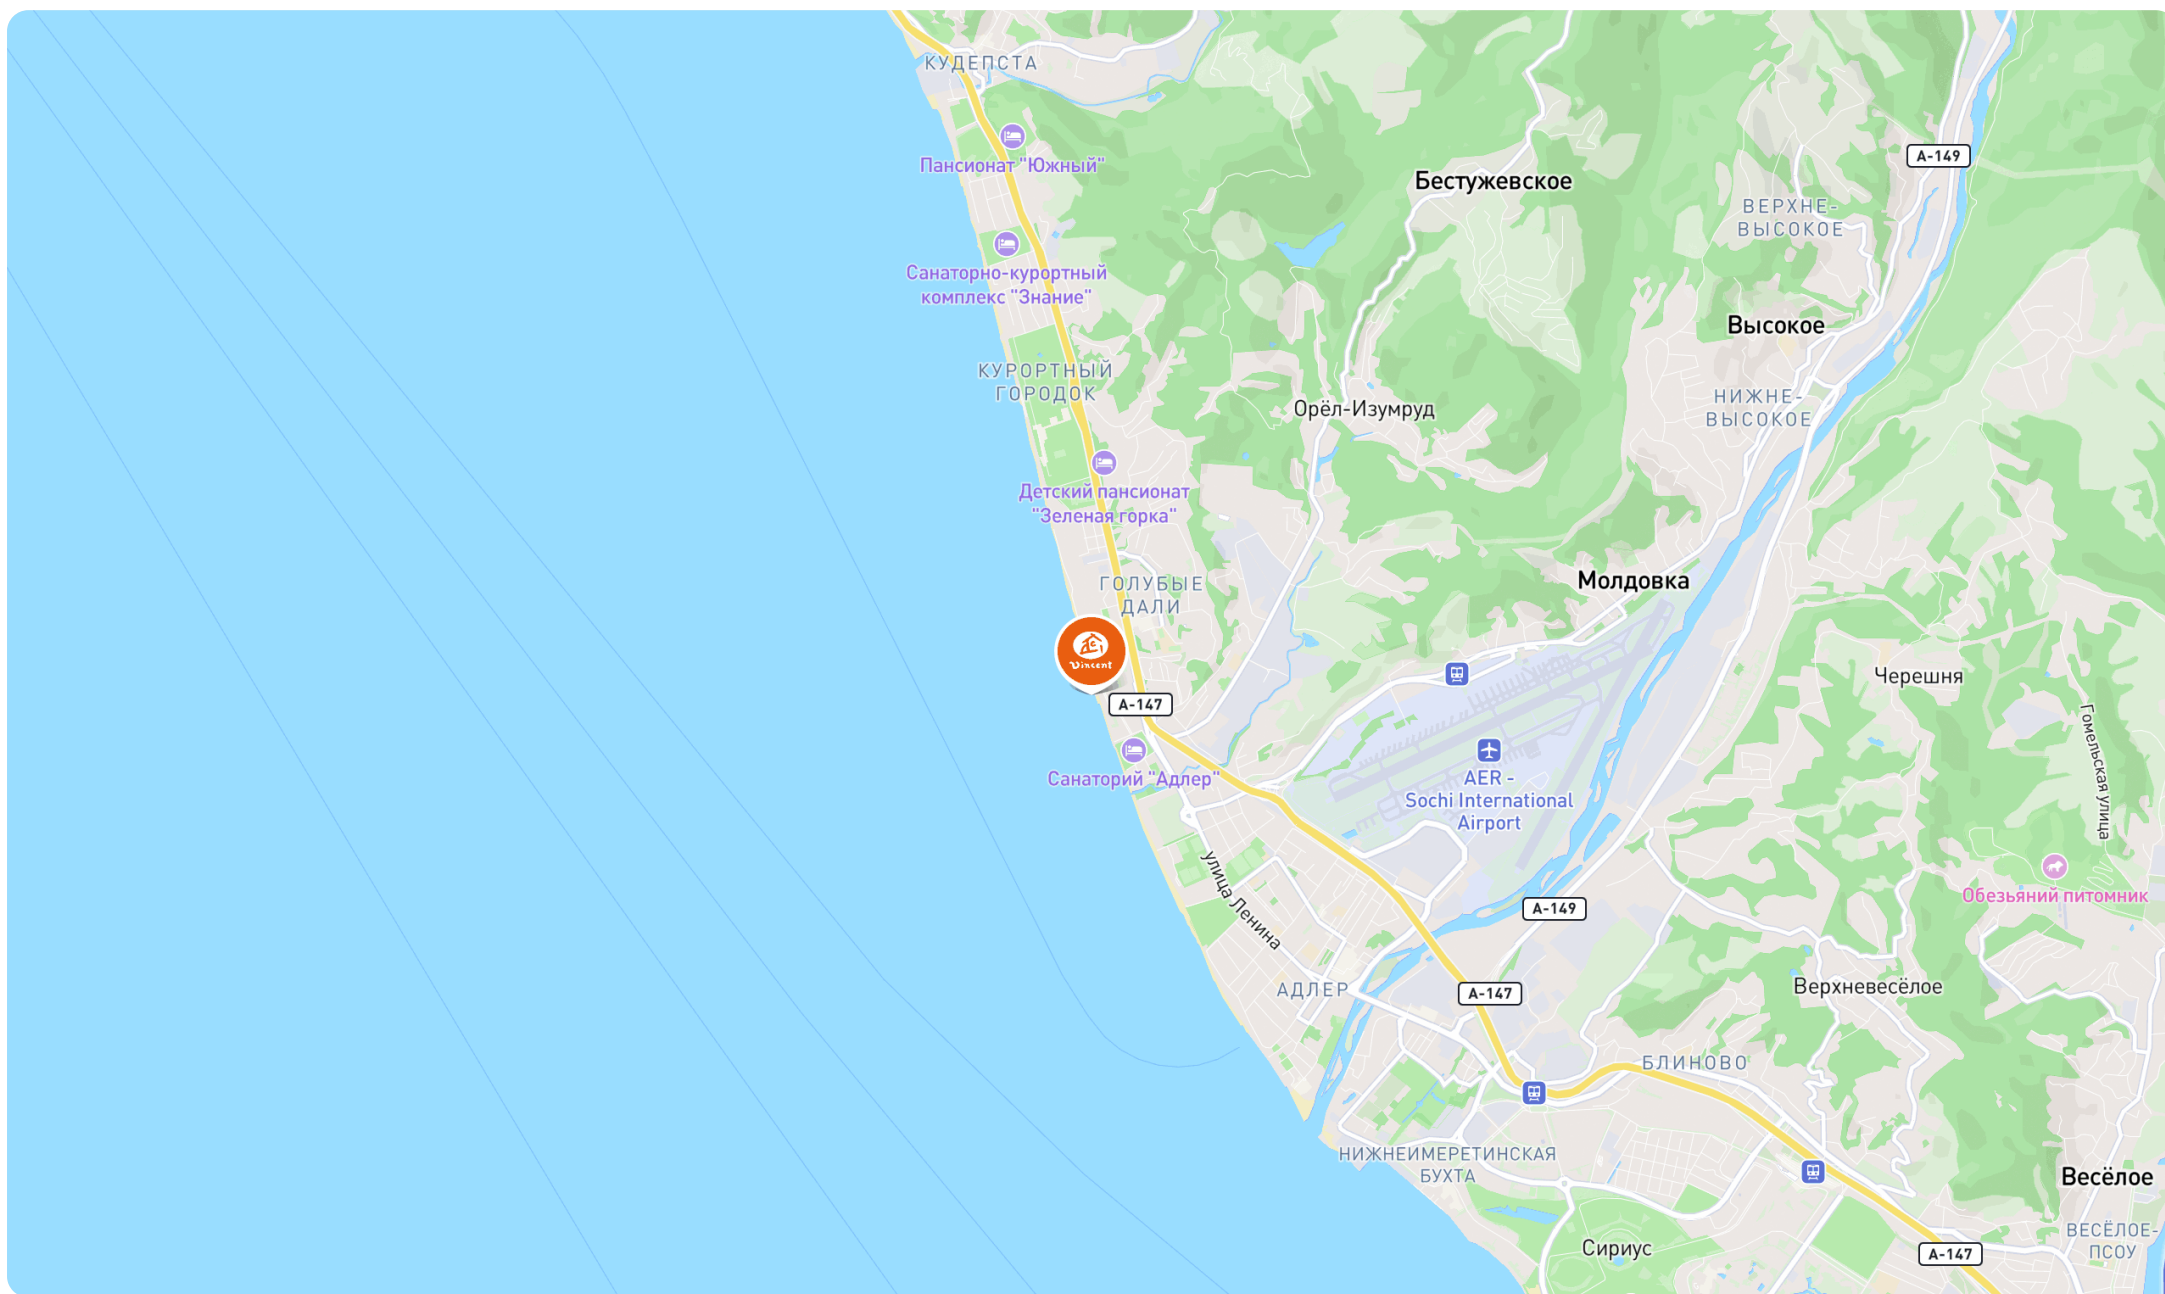 КУДЕПСТА
Пансионат "Южный"
Бестужевское
А-149
ВЕРХНЕ-
ВЫСОКОЕ
Санаторно-курортный
комплекс "Знание"
Высокое
КУРОРТНЫЙ
ГОРОДОК
НИЖНЕ-
ВЫСОКОЕ
Орёл-Изумруд
Детский пансионат
"Зеленая горка"
ГОЛУБЫЕ
ДАЛИ
Молдовка
Vincent
Черешня
А-147
Гомельская улица
Санаторий "Адлер"
AER -
Sochi International
Airport
улица Ленина
Обезьяний питомник
А-149
АДЛЕР
А-147
Верхневесёлое
БЛИНОВО
НИЖНЕИМЕРЕТИНСКАЯ
БУХТА
Весёлое
Сириус
А-147
ВЕСЁЛОЕ-
ПСОУ